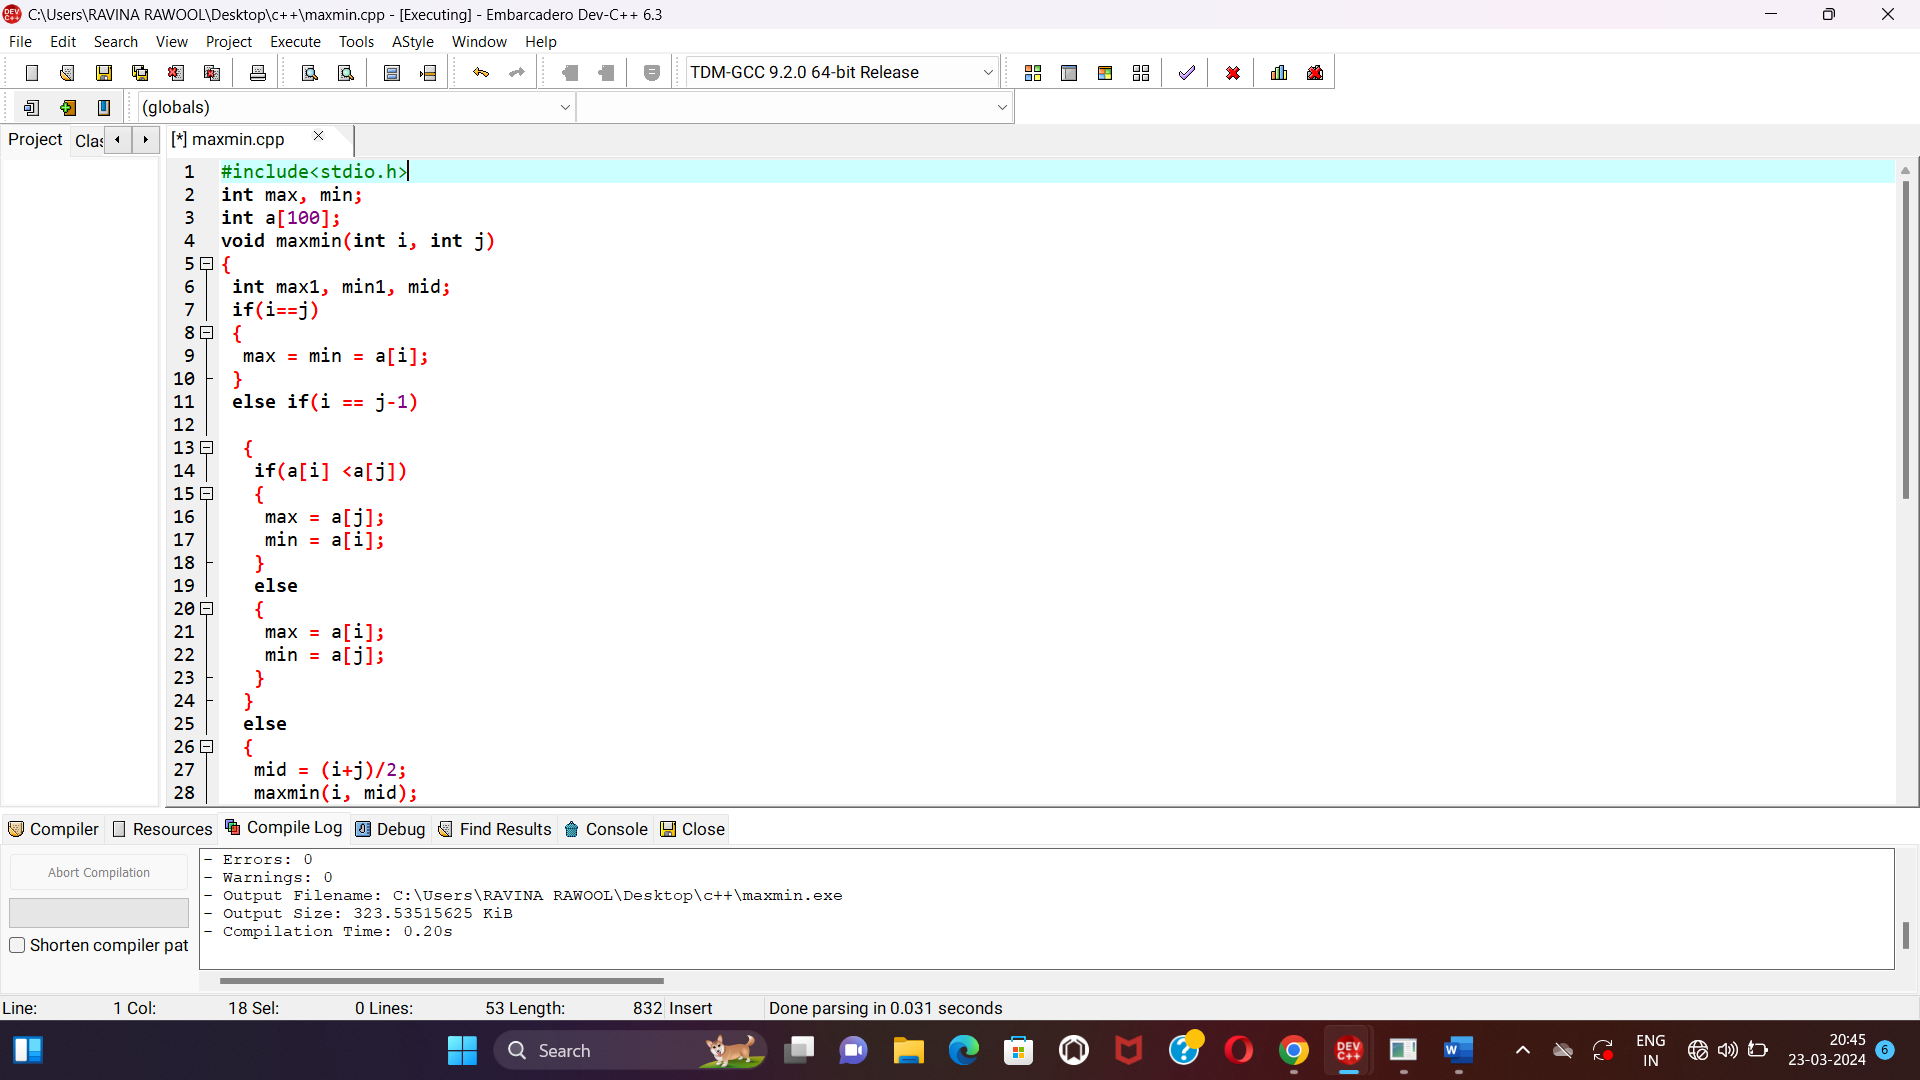 C:\Users\RAVINA RAWOOL\Desktop\c++\maxmin.cpp - [Executing] - Embarcadero Dev-C++ 6.3
File Edit Search View Project Execute Tools AStyle Window Help
TDM-GCC 9.2.0 64-bit Release
(globals)
Project Clas [*] maxmin.cpp
1 #include<stdio.h>
2 int max, min;
3 int a[100];
4 void maxmin(int i, int j)
5 {
6 int max1, min1, mid;
7 if(i==j)
8 {
9 max = min = a[i];
10 }
11 else if(i == j-1)
12
13 {
14 if(a[i] <a[j])
15 {
16 max = a[j];
17 min = a[i];
18 }
19 else
20 {
21 max = a[i];
22 min = a[j];
23 }
24 }
25 else
26 {
27 mid = (i+j)/2;
28 maxmin(i, mid);
Compiler Resources Compile Log Debug Find Results Console Close
Abort Compilation
Shorten compiler pat
- Errors: 0
- Warnings: 0
- Output Filename: C:\Users\RAVINA RAWOOL\Desktop\c++\maxmin.exe
- Output Size: 323.53515625 KiB
- Compilation Time: 0.20s
Line: 1 Col: 18 Sel: 0 Lines: 53 Length: 832 Insert Done parsing in 0.031 seconds
Search
DEV C++
ENG
IN
20:45
23-03-2024
6